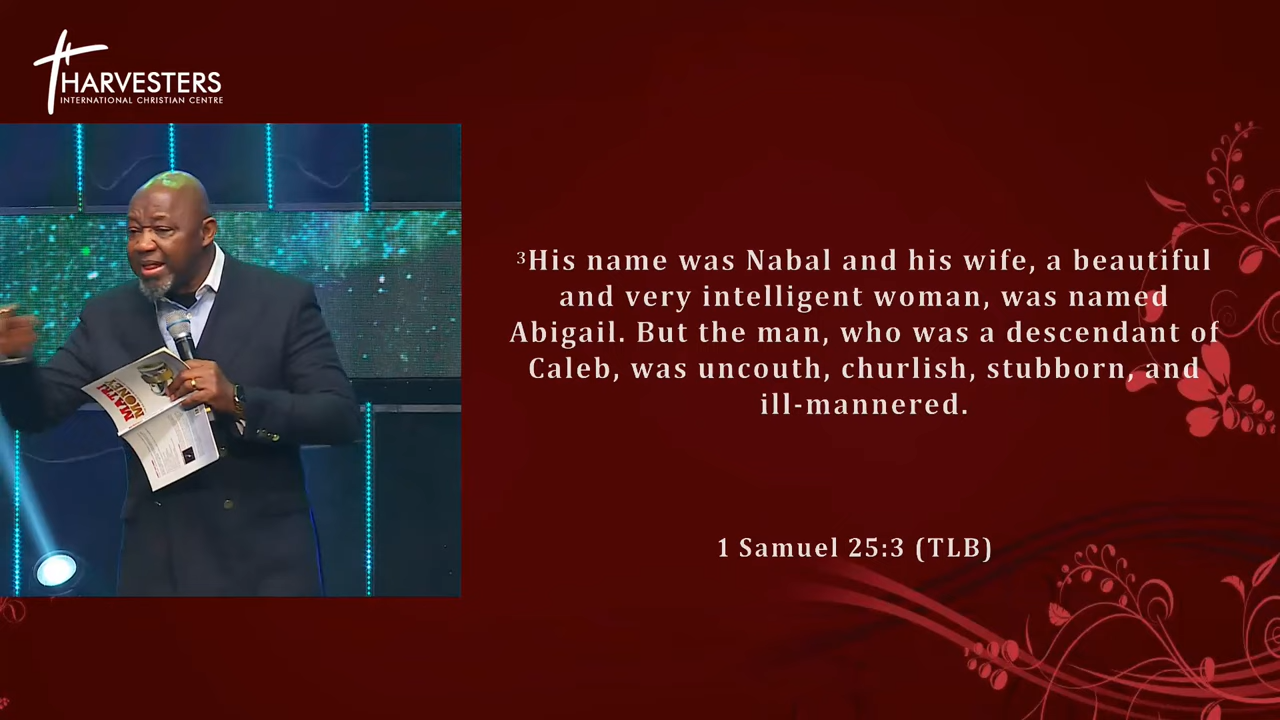 HARVESTERS
INTERNATIONAL CHRISTIAN CENTRE
³His name was Nabal and his wife, a beautiful
and very intelligent woman, was named
Abigail. But the man, who was a descendant of
Caleb, was uncouth, churlish, stubborn, and
ill-mannered.
1 Samuel 25:3 (TLB)